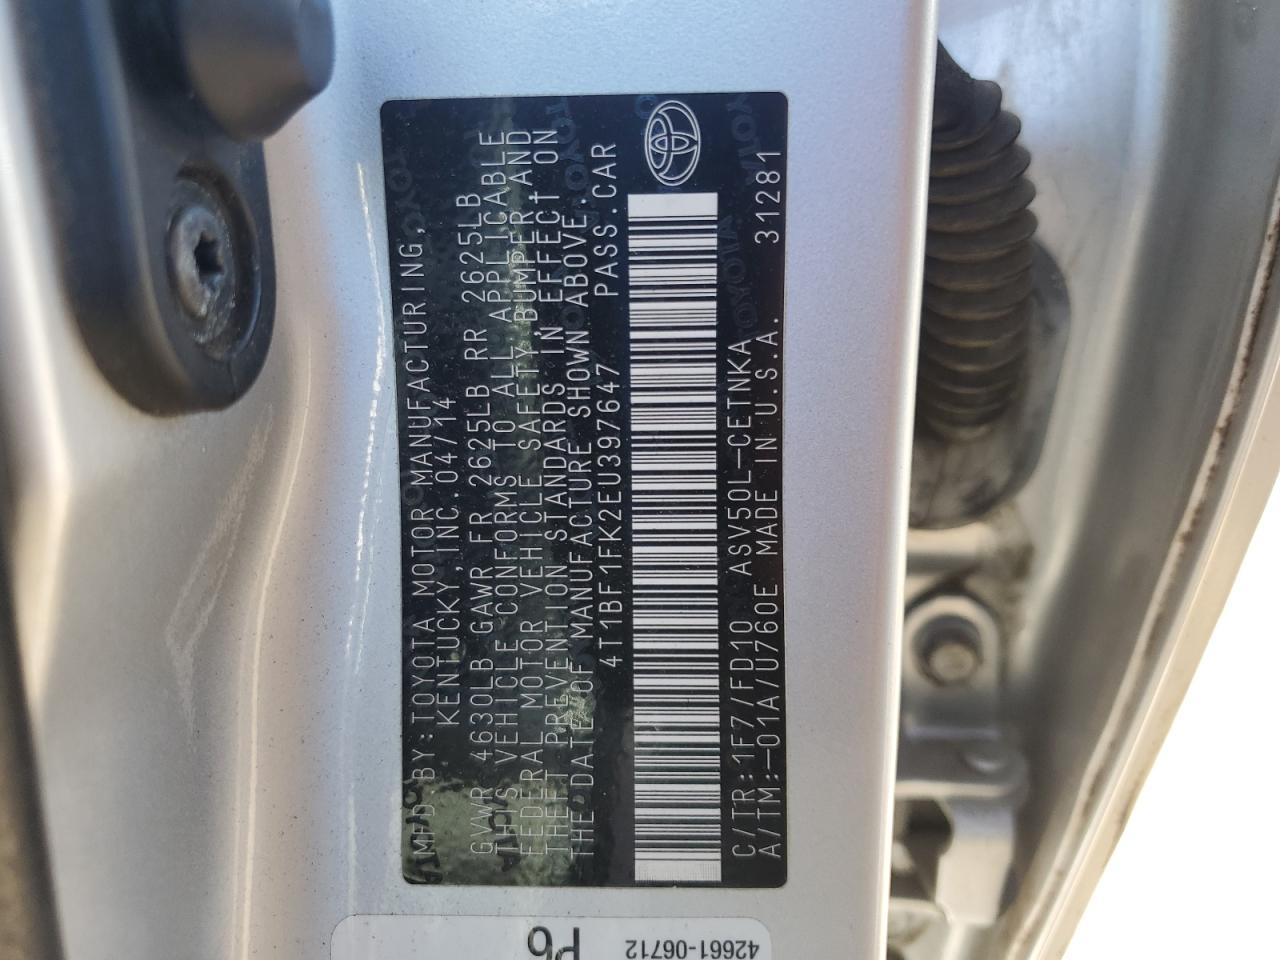 MFD BY:TOYOTA MOTOR MANUFACTURING,
KENTUCKY,INC. 04/14
GVWR 4630LB GAWR FR 2625LB RR 2625LB
THIS VEHICLE CONFORMS TO ALL APPLICABLE
FEDERAL MOTOR VEHICLE SAFETY, BUMPER, AND
THEFT PREVENTION STANDARDS IN EFFECT ON
THE DATE OF MANUFACTURE SHOWN ABOVE.
4T1BF1FK2EU397647 PASS.CAR
C/TR:1F7/FD10 ASV50L-CETNKA
A/TM:-01A/U760E MADE IN U.S.A. 31281
42661-06712